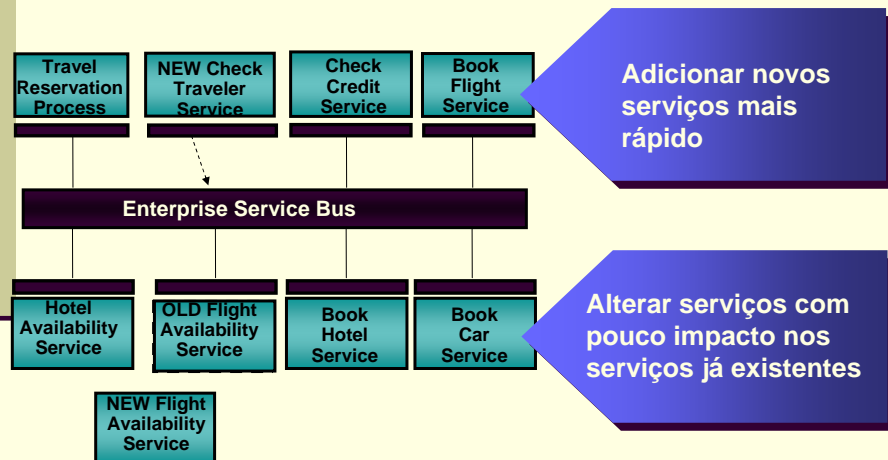 Travel
Reservation
Process
NEW Check
Traveler
Service
Check
Credit
Service
Book
Flight
Service
Adicionar novos
serviços mais
rápido
Enterprise Service Bus
Hotel
Availability
Service
OLD Flight
Availability
Service
Book
Hotel
Service
Book
Car
Service
Alterar serviços com
pouco impacto nos
serviços já existentes
NEW Flight
Availability
Service